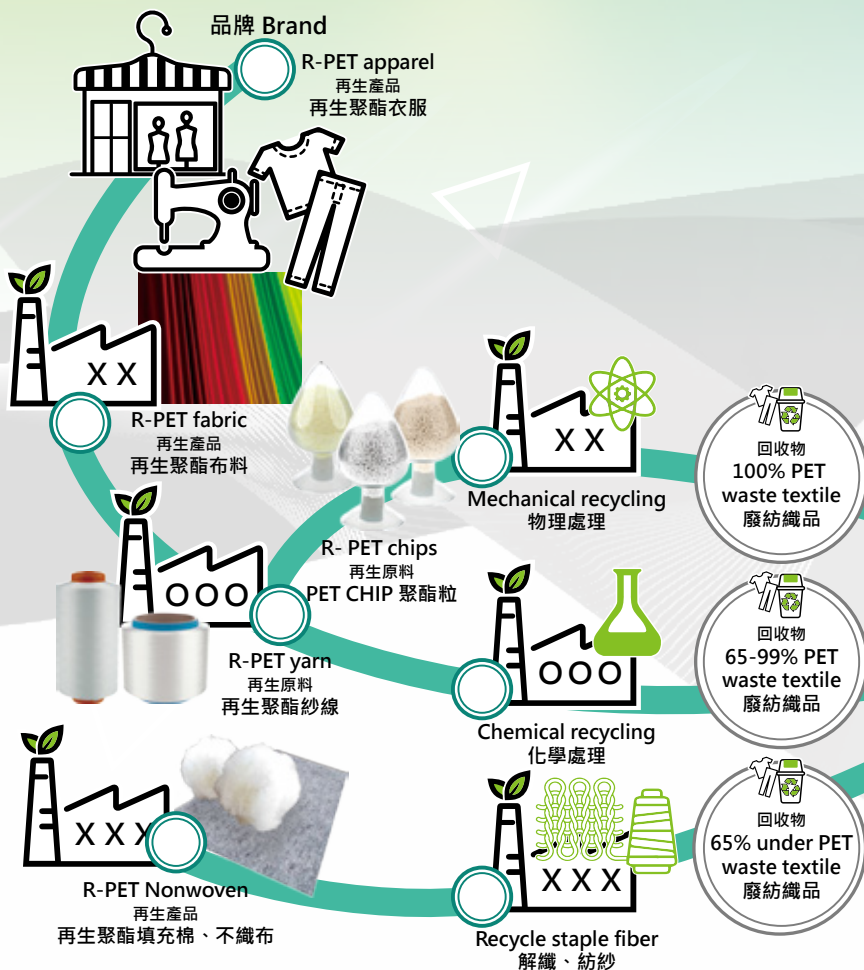 品牌 Brand
R-PET apparel
再生產品
再生聚酯衣服
X X
R-PET fabric
再生產品
再生聚酯布料
X X
Mechanical recycling
物理處理
回收物
100% PET
waste textile
廢紡織品
R- PET chips
再生原料
PET CHIP 聚酯粒
O O O
R-PET yarn
再生原料
再生聚酯紗線
O O O
Chemical recycling
化學處理
回收物
65-99% PET
waste textile
廢紡織品
X X X
R-PET Nonwoven
再生產品
再生聚酯填充棉、不織布
X X X
Recycle staple fiber
解纖、紡紗
回收物
65% under PET
waste textile
廢紡織品